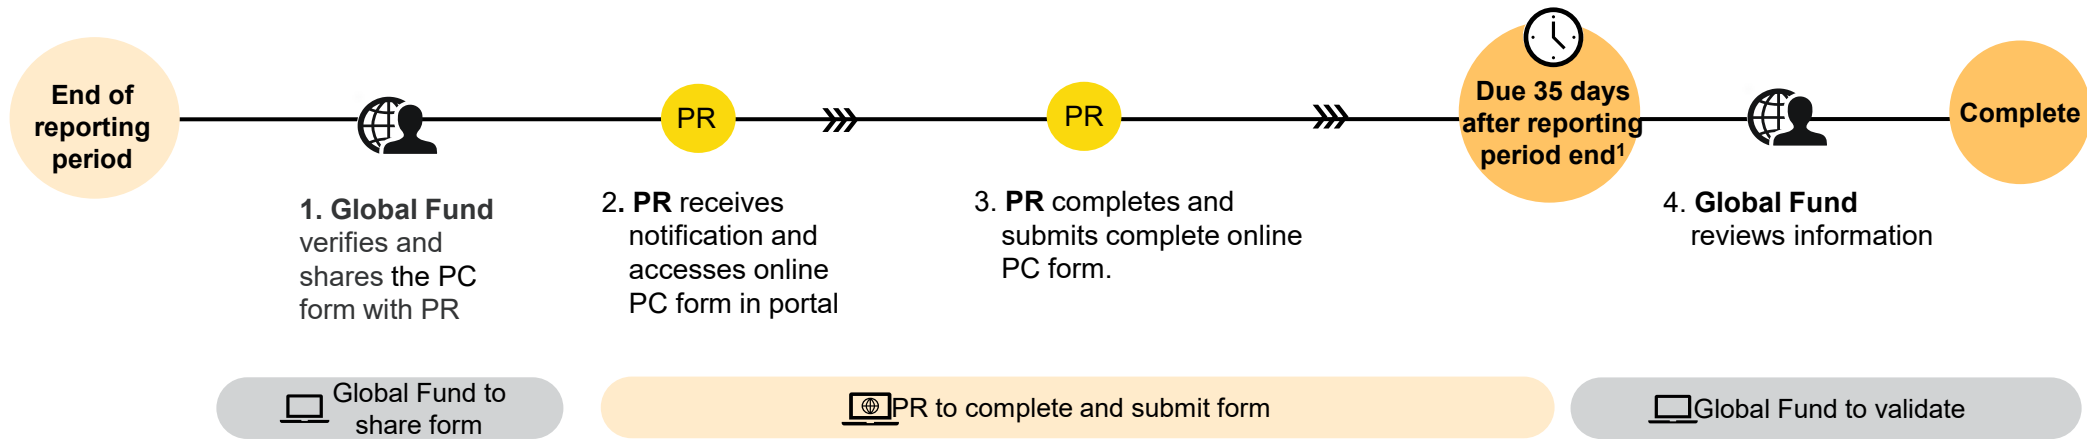 End of
reporting
period
1. Global Fund
verifies and
shares the PC
form with PR
PR
2. PR receives
notification and
accesses online
PC form in portal
PR
3. PR completes and
submits complete online
PC form.
Due 35 days
after reporting
period end¹
4. Global Fund
reviews information
Complete
Global Fund to
share form
PR to complete and submit form
Global Fund to validate